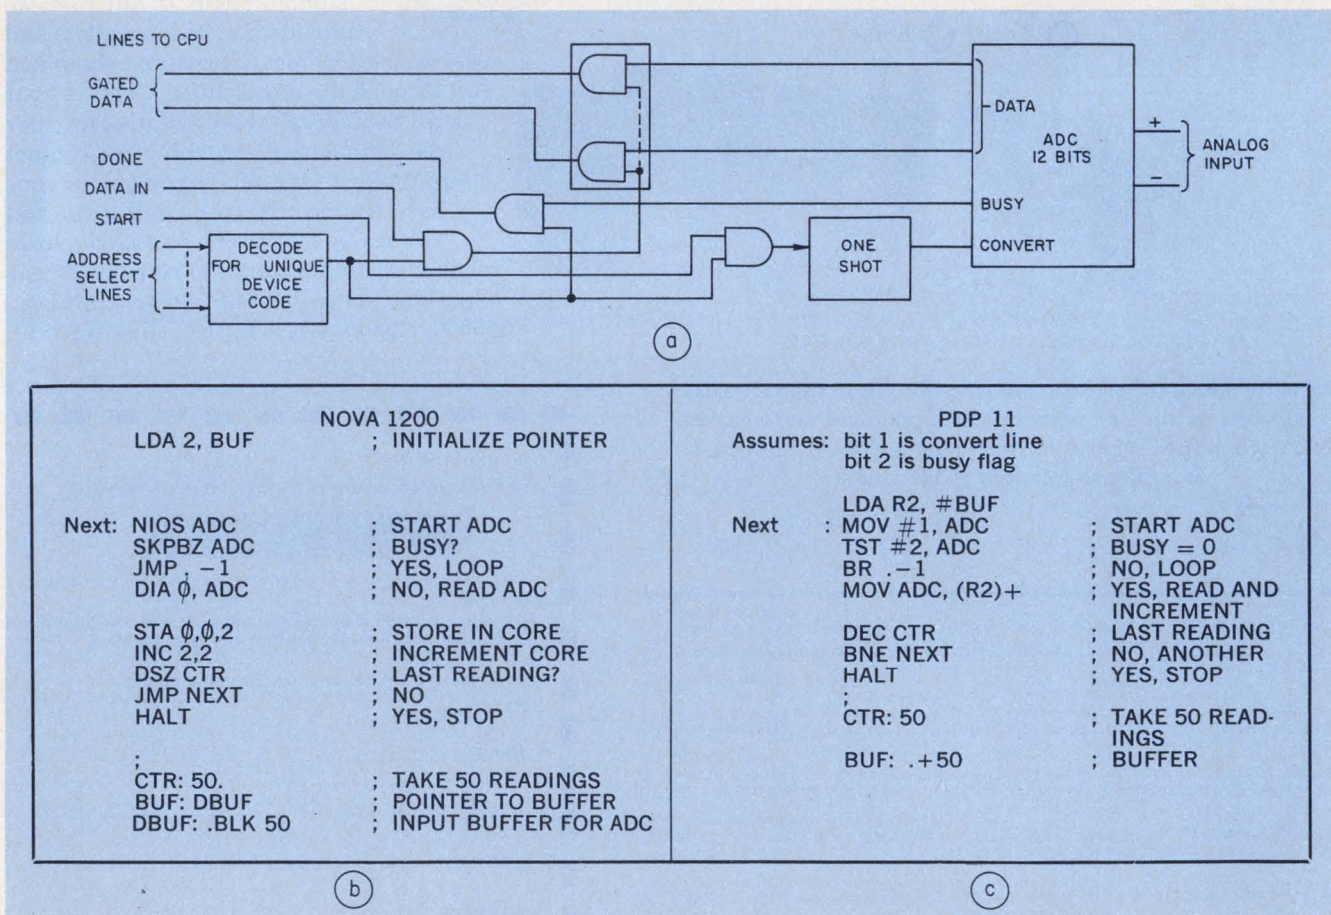 LINES TO CPU
GATED
DATA
DONE
DATA IN
START
ADDRESS
SELECT
LINES
DECODE
FOR UNIQUE
DEVICE
CODE
ONE
SHOT
DATA
ADC
12 BITS
BUSY
CONVERT
+
−
ANALOG
INPUT
a
NOVA 1200
LDA 2, BUF ; INITIALIZE POINTER
Next: NIOS ADC ; START ADC
SKPBZ ADC ; BUSY?
JMP . −1 ; YES, LOOP
DIA ∅, ADC ; NO, READ ADC
STA ∅,∅,2 ; STORE IN CORE
INC 2,2 ; INCREMENT CORE
DSZ CTR ; LAST READING?
JMP NEXT ; NO
HALT ; YES, STOP
;
CTR: 50. ; TAKE 50 READINGS
BUF: DBUF ; POINTER TO BUFFER
DBUF: .BLK 50 ; INPUT BUFFER FOR ADC
b
PDP 11
Assumes: bit 1 is convert line
bit 2 is busy flag
LDA R2, #BUF
Next : MOV #1, ADC ; START ADC
TST #2, ADC ; BUSY = 0
BR .−1 ; NO, LOOP
MOV ADC, (R2)+ ; YES, READ AND
INCREMENT
DEC CTR ; LAST READING
BNE NEXT ; NO, ANOTHER
HALT ; YES, STOP
;
CTR: 50 ; TAKE 50 READ-
INGS
BUF: .+50 ; BUFFER
c